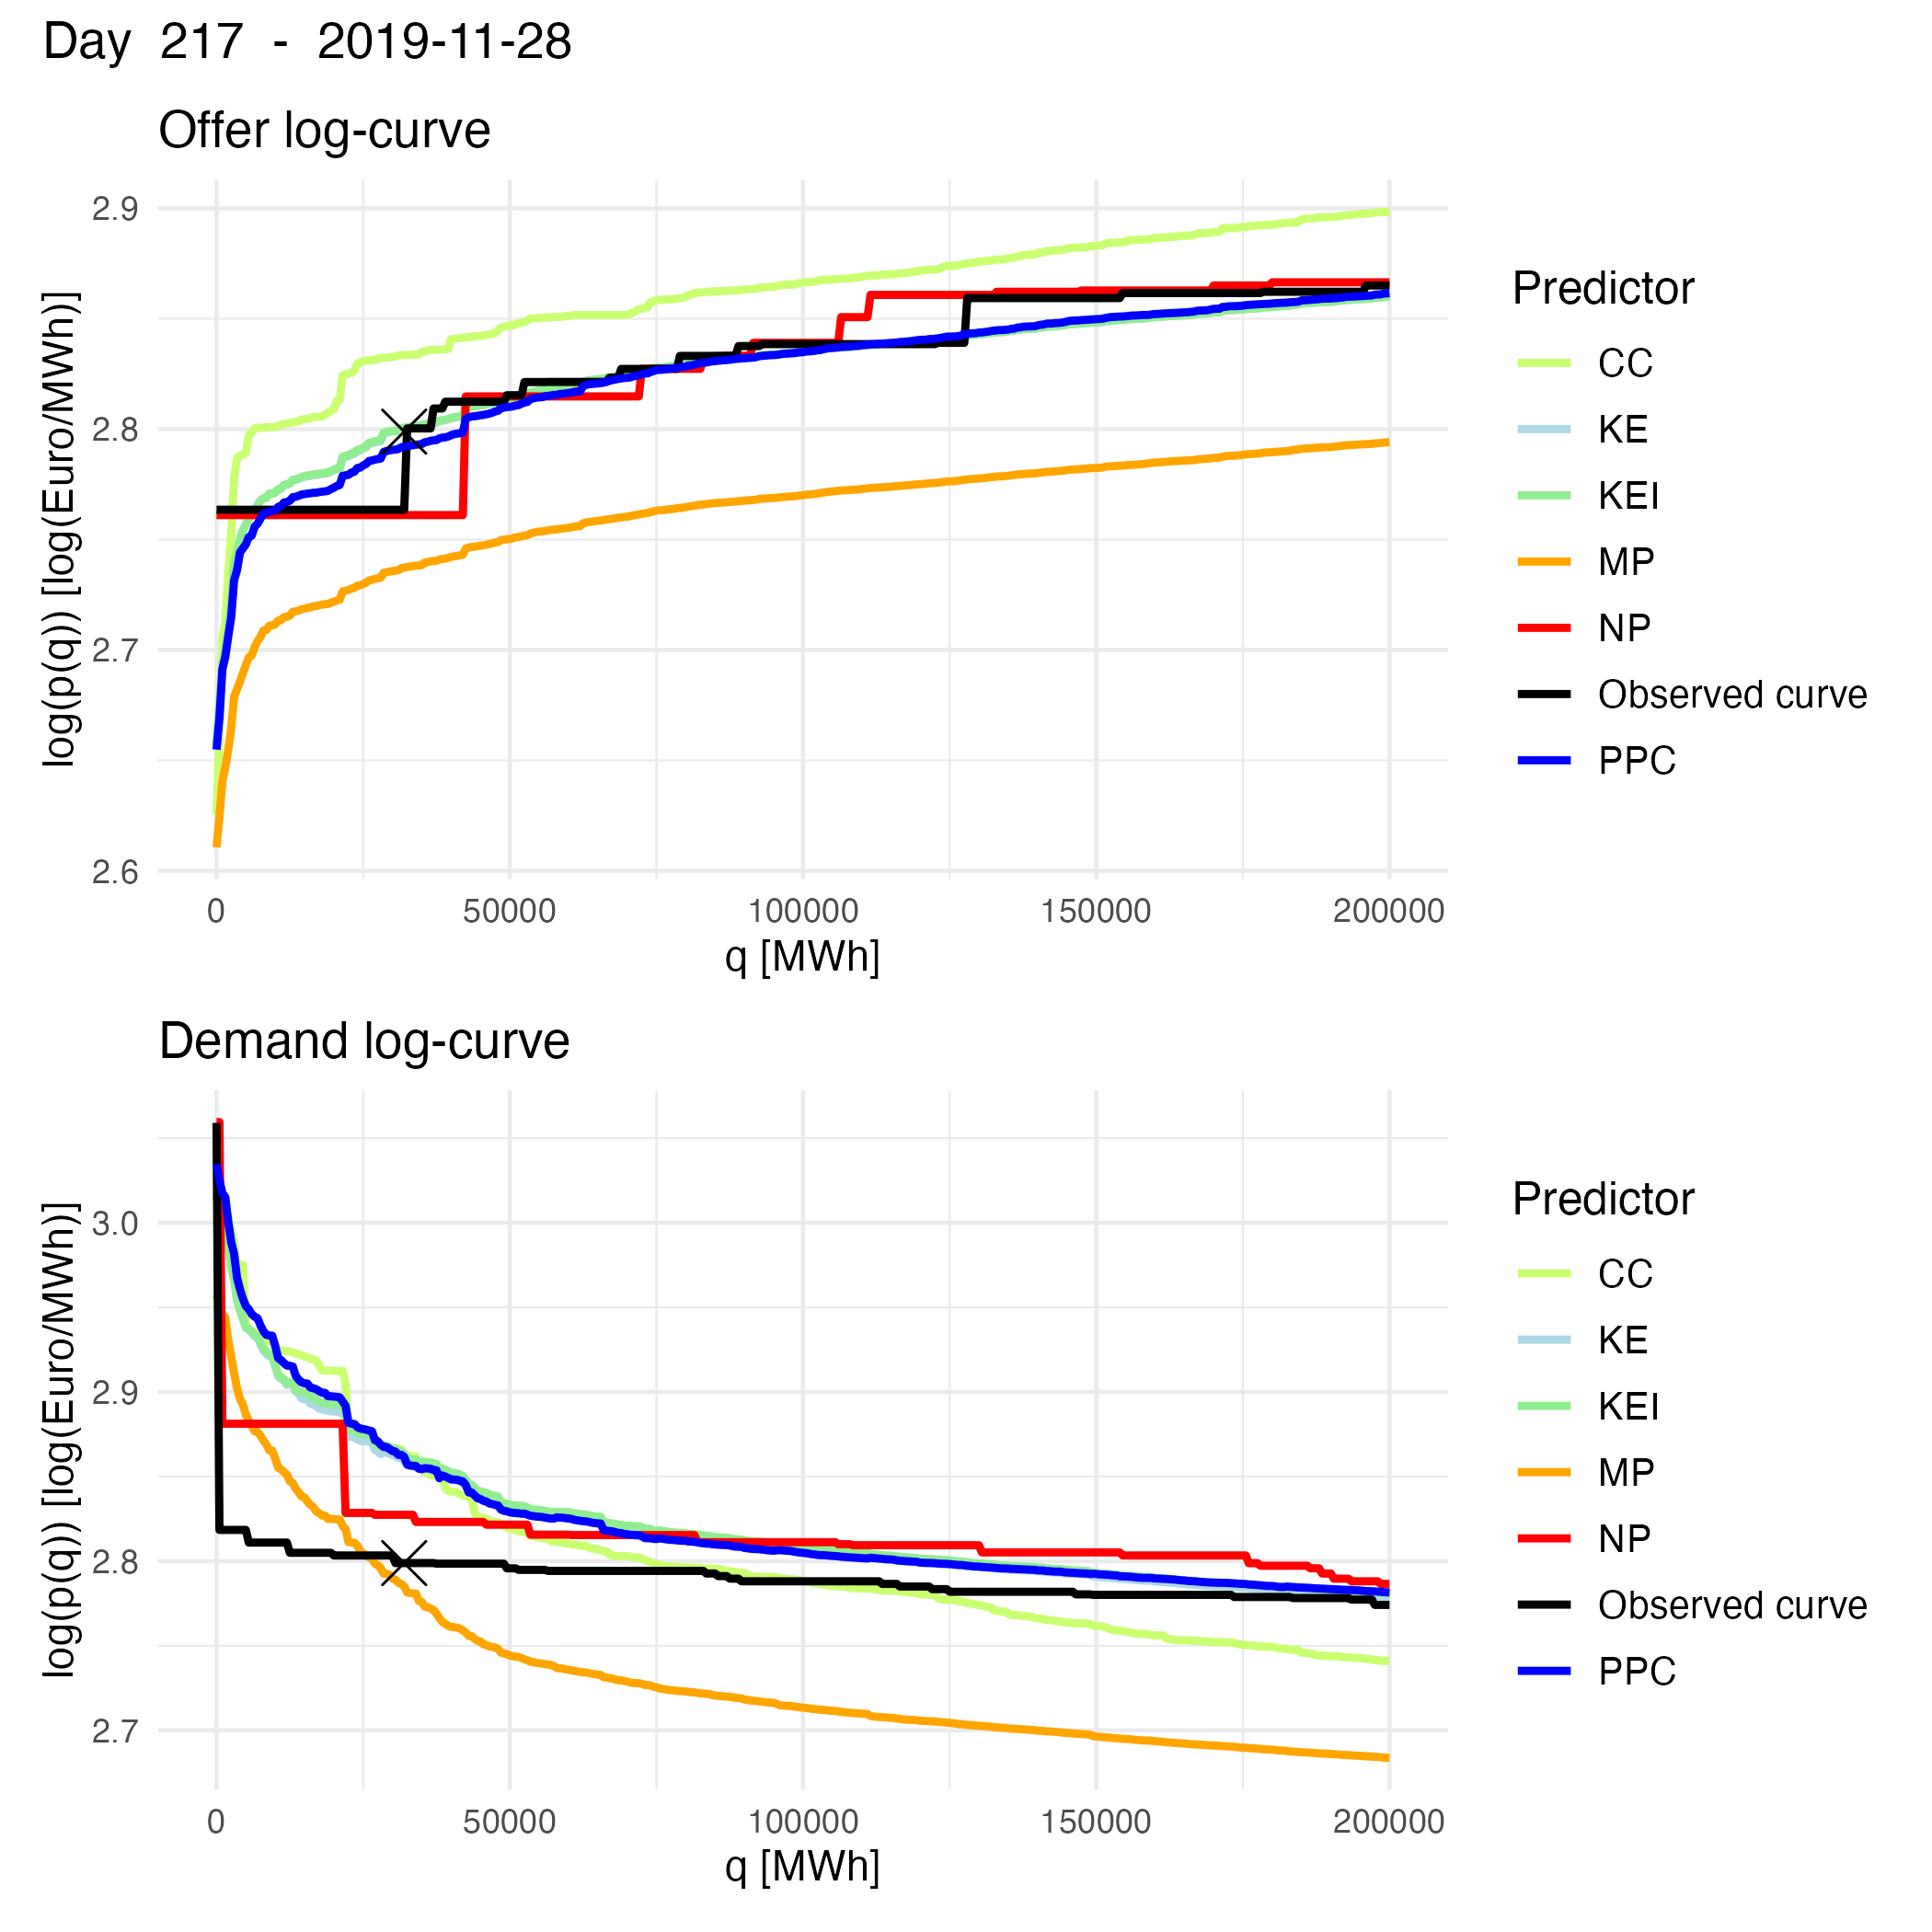 Day 217 - 2019-11-28
Offer log-curve
log(p(q)) [log(Euro/MWh)]
2.9
2.8
2.7
2.6
0
50000
100000
150000
200000
q [MWh]
Predictor
CC
KE
KEI
MP
NP
Observed curve
PPC
Demand log-curve
log(p(q)) [log(Euro/MWh)]
3.0
2.9
2.8
2.7
0
50000
100000
150000
200000
q [MWh]
Predictor
CC
KE
KEI
MP
NP
Observed curve
PPC